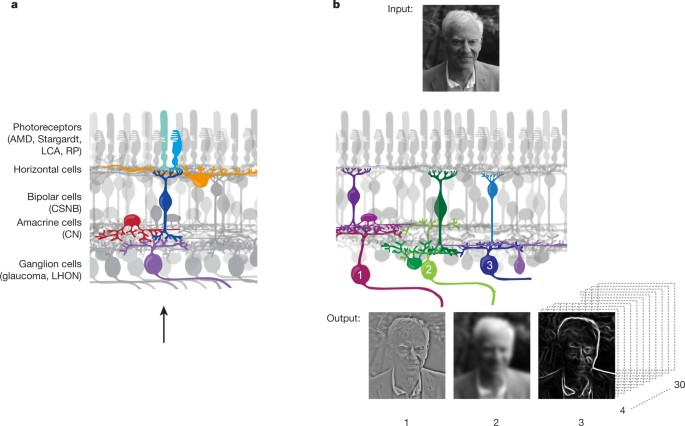 a
b
Input:
Photoreceptors
(AMD, Stargardt,
LCA, RP)
Horizontal cells
Bipolar cells
(CSNB)
Amacrine cells
(CN)
Ganglion cells
(glaucoma, LHON)
1
2
3
Output:
1
2
3
4
30